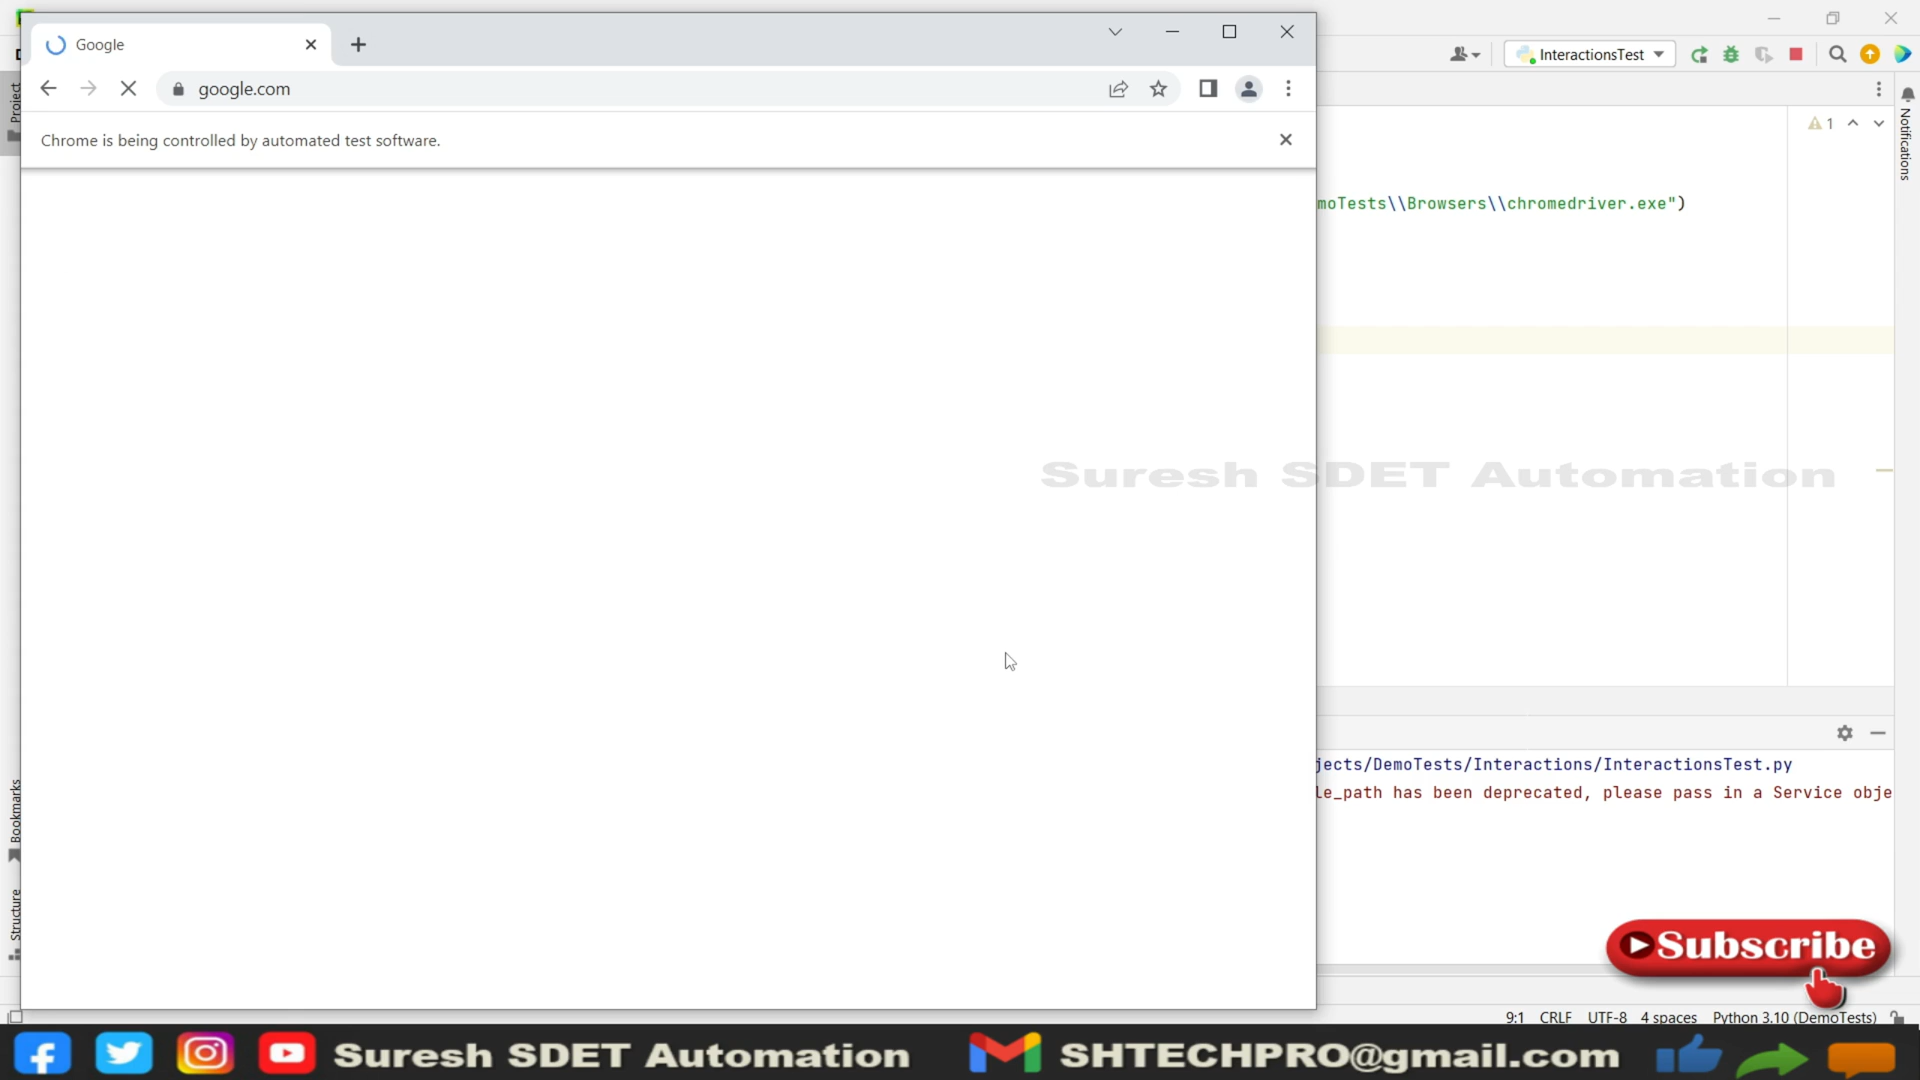 Google
InteractionsTest
google.com
Project
Notifications
1
Chrome is being controlled by automated test software.
moTests\\Browsers\\chromedriver.exe")
Suresh SDET Automation
jects/DemoTests/Interactions/InteractionsTest.py
le_path has been deprecated, please pass in a Service obje
Bookmarks
Structure
Subscribe
9:1 CRLF UTF-8 4 spaces Python 3.10 (DemoTests)
Suresh SDET Automation SHTECHPRO@gmail.com